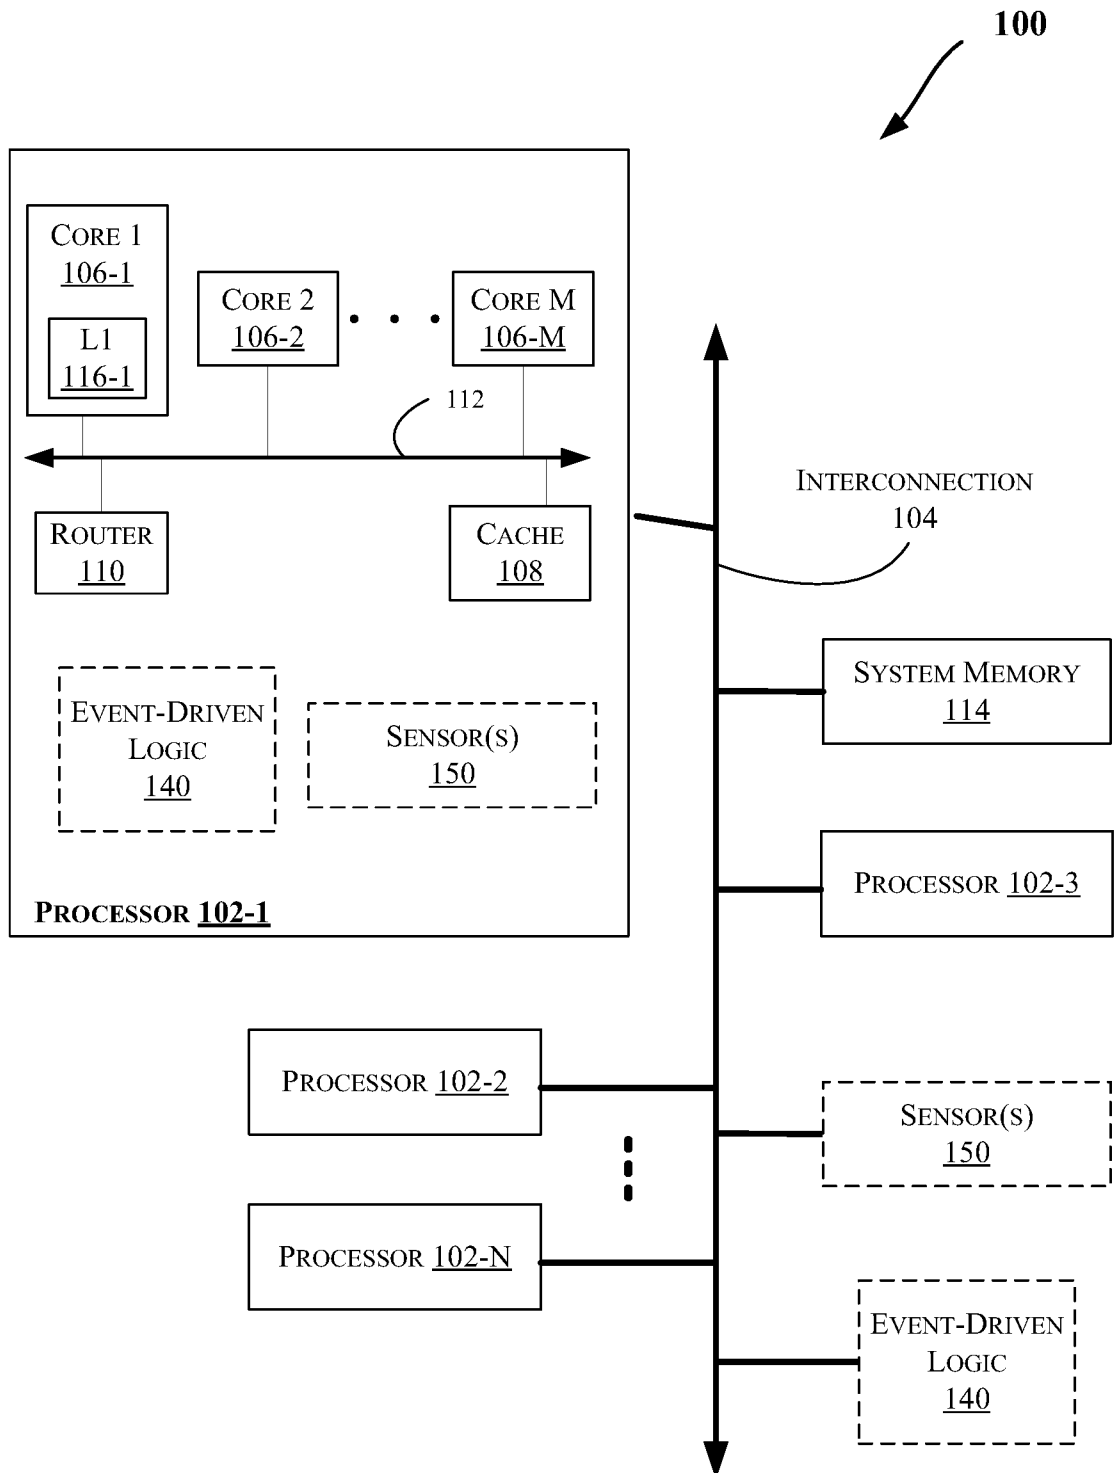 100
CORE 1
106-1
L1
116-1
CORE 2
106-2
CORE M
106-M
112
ROUTER
110
CACHE
108
EVENT-DRIVEN
LOGIC
140
SENSOR(S)
150
PROCESSOR 102-1
INTERCONNECTION
104
SYSTEM MEMORY
114
PROCESSOR 102-3
PROCESSOR 102-2
SENSOR(S)
150
PROCESSOR 102-N
EVENT-DRIVEN
LOGIC
140